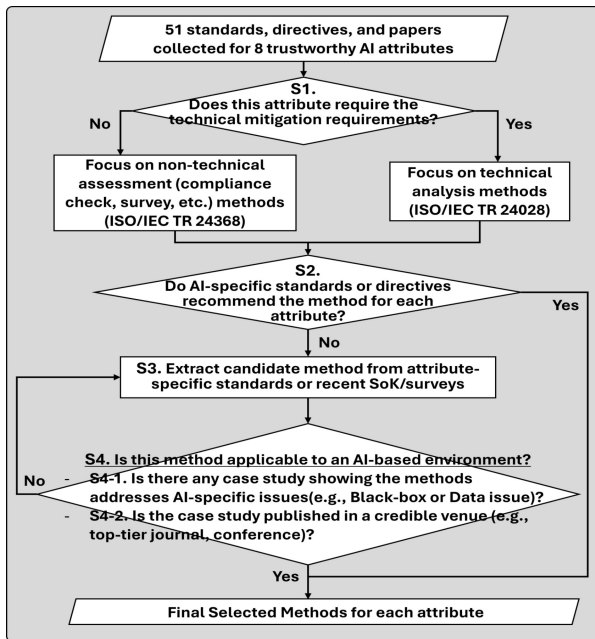 51 standards, directives, and papers
collected for 8 trustworthy AI attributes
S1.
Does this attribute require the
technical mitigation requirements?
No
Yes
Focus on non-technical
assessment (compliance
check, survey, etc.) methods
(ISO/IEC TR 24368)
Focus on technical
analysis methods
(ISO/IEC TR 24028)
S2.
Do AI-specific standards or directives
recommend the method for each
attribute?
Yes
No
S3. Extract candidate method from attribute-
specific standards or recent SoK/surveys
S4. Is this method applicable to an AI-based environment?
- S4-1. Is there any case study showing the methods
addresses AI-specific issues(e.g., Black-box or Data issue)?
No
- S4-2. Is the case study published in a credible venue (e.g.,
top-tier journal, conference)?
Yes
Final Selected Methods for each attribute